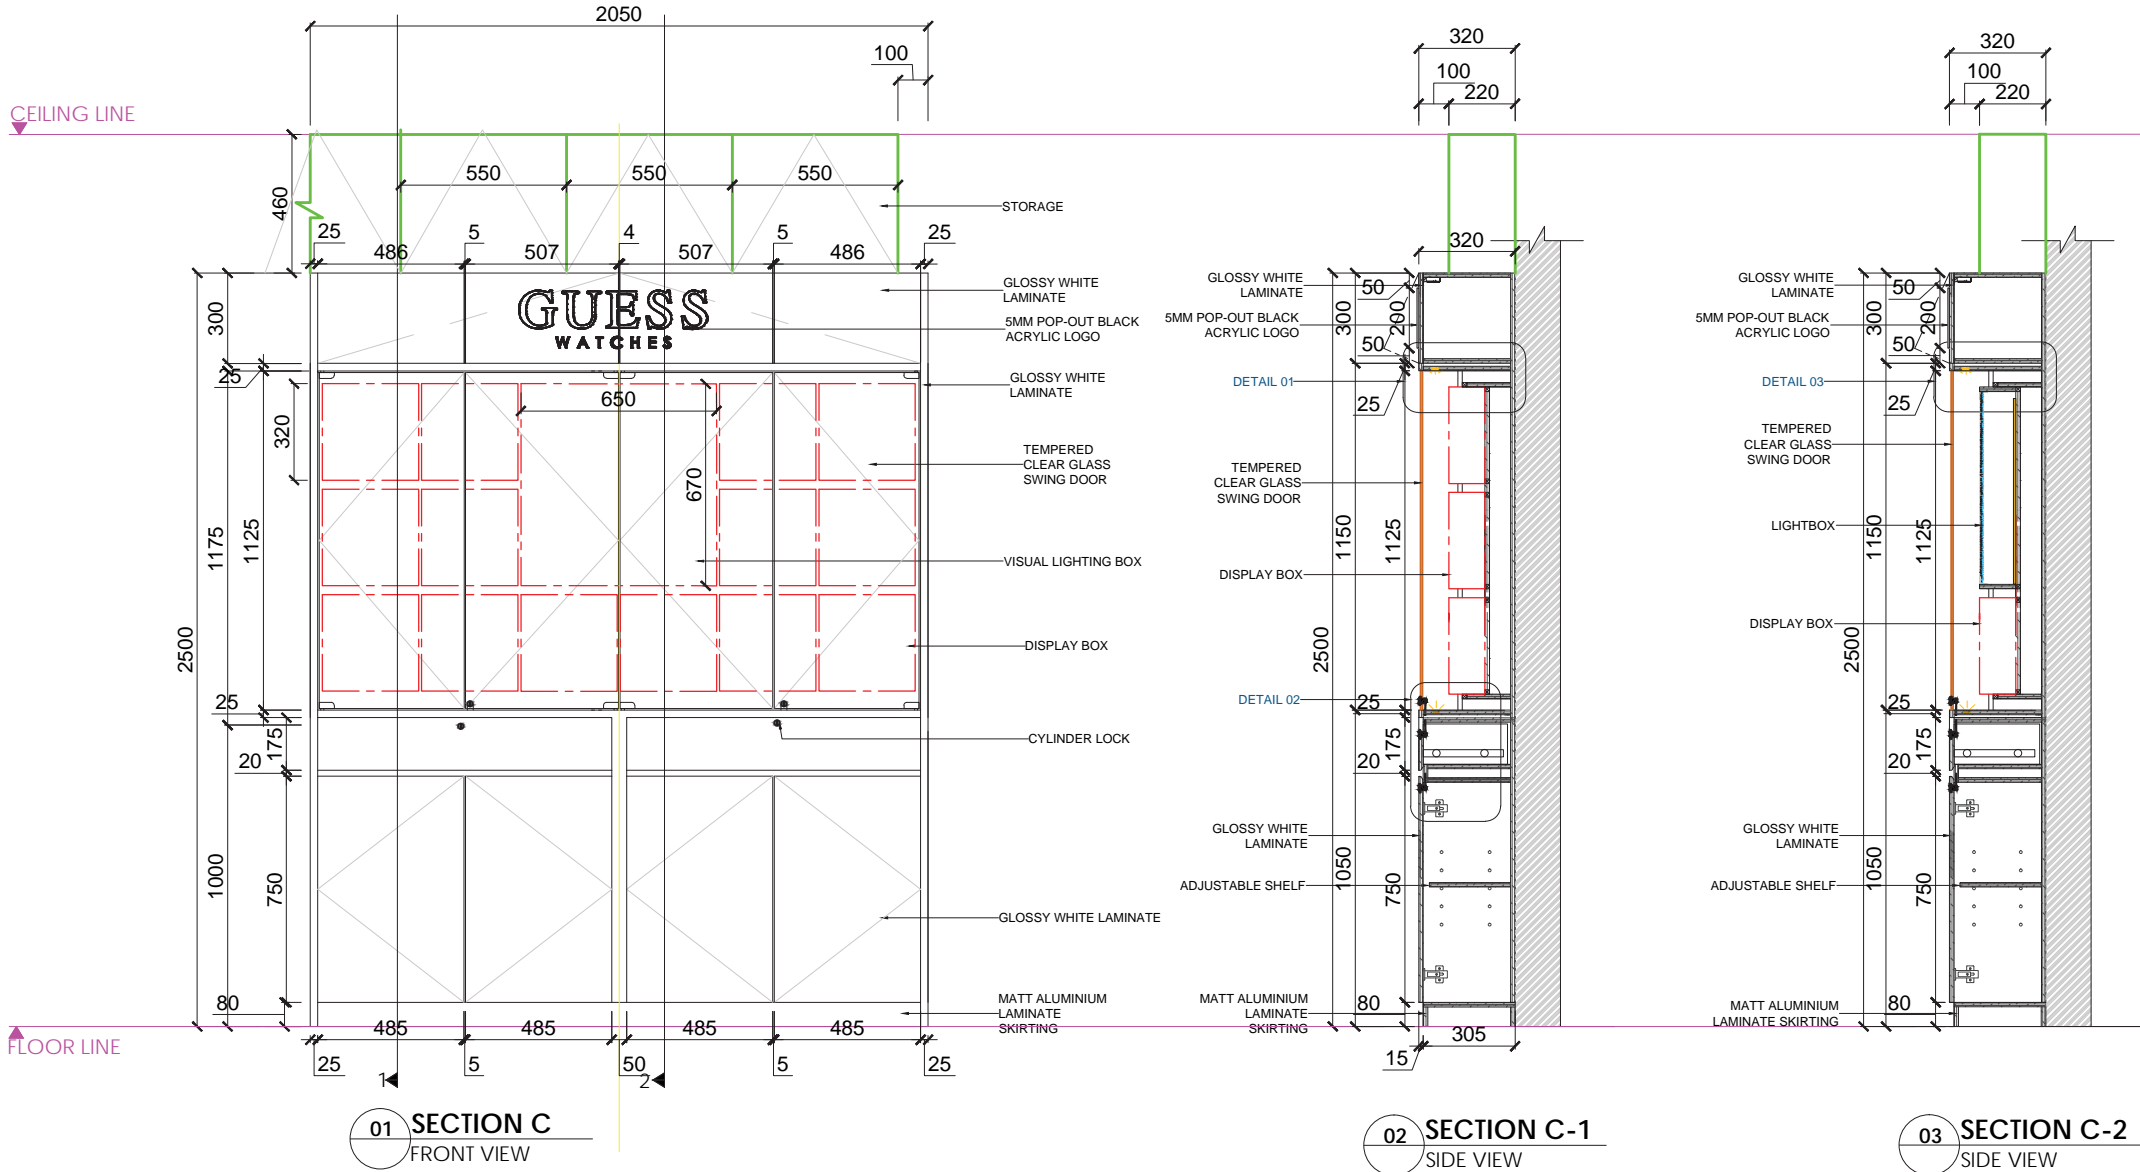 2050
100
CEILING LINE
460
550
550
550
STORAGE
25
486
5
507
4
507
5
486
25
300
GUESS
WATCHES
GLOSSY WHITE
LAMINATE
5MM POP-OUT BLACK
ACRYLIC LOGO
25
GLOSSY WHITE
LAMINATE
320
650
670
TEMPERED
CLEAR GLASS
SWING DOOR
1175
1125
VISUAL LIGHTING BOX
2500
DISPLAY BOX
25
175
CYLINDER LOCK
20
1000
750
GLOSSY WHITE LAMINATE
80
MATT ALUMINIUM
LAMINATE
SKIRTING
FLOOR LINE
485
485
485
485
25
5
50
5
25
1
2
01
SECTION C
FRONT VIEW
320
100
220
320
GLOSSY WHITE
LAMINATE
50
300
200
5MM POP-OUT BLACK
ACRYLIC LOGO
50
DETAIL 01
25
TEMPERED
CLEAR GLASS
SWING DOOR
1150
1125
DISPLAY BOX
2500
DETAIL 02
25
175
20
GLOSSY WHITE
LAMINATE
1050
ADJUSTABLE SHELF
750
MATT ALUMINIUM
LAMINATE
SKIRTING
80
305
15
02
SECTION C-1
SIDE VIEW
320
100
220
GLOSSY WHITE
LAMINATE
50
300
200
5MM POP-OUT BLACK
ACRYLIC LOGO
50
DETAIL 03
25
TEMPERED
CLEAR GLASS
SWING DOOR
LIGHTBOX
1150
1125
DISPLAY BOX
2500
25
175
20
GLOSSY WHITE
LAMINATE
1050
ADJUSTABLE SHELF
750
MATT ALUMINIUM
LAMINATE SKIRTING
80
03
SECTION C-2
SIDE VIEW